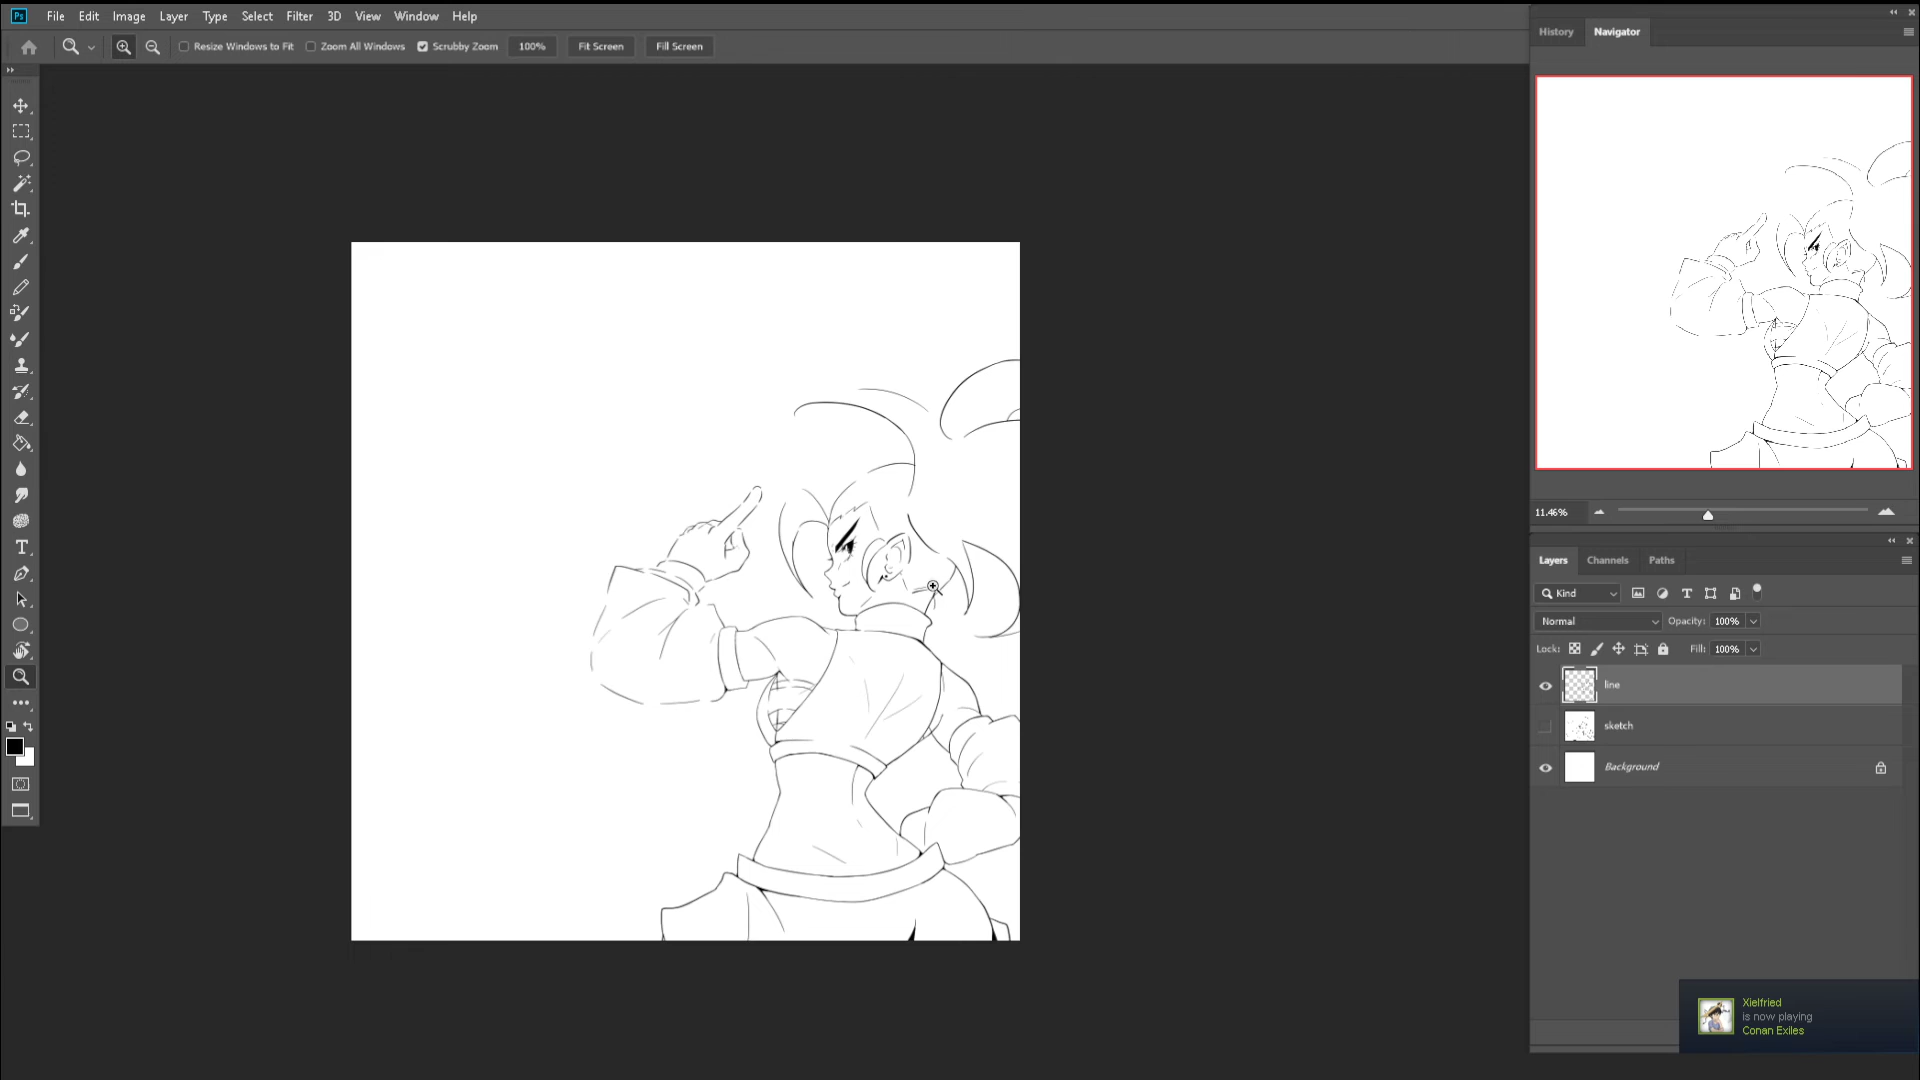 Ps File Edit Image Layer Type Select Filter 3D View Window Help
Resize Windows to Fit Zoom All Windows Scrubby Zoom 100% Fit Screen Fill Screen
History Navigator
11.46%
Layers Channels Paths
Kind
Normal Opacity: 100%
Lock: Fill: 100%
line
sketch
Background
Xielfried
is now playing
Conan Exiles